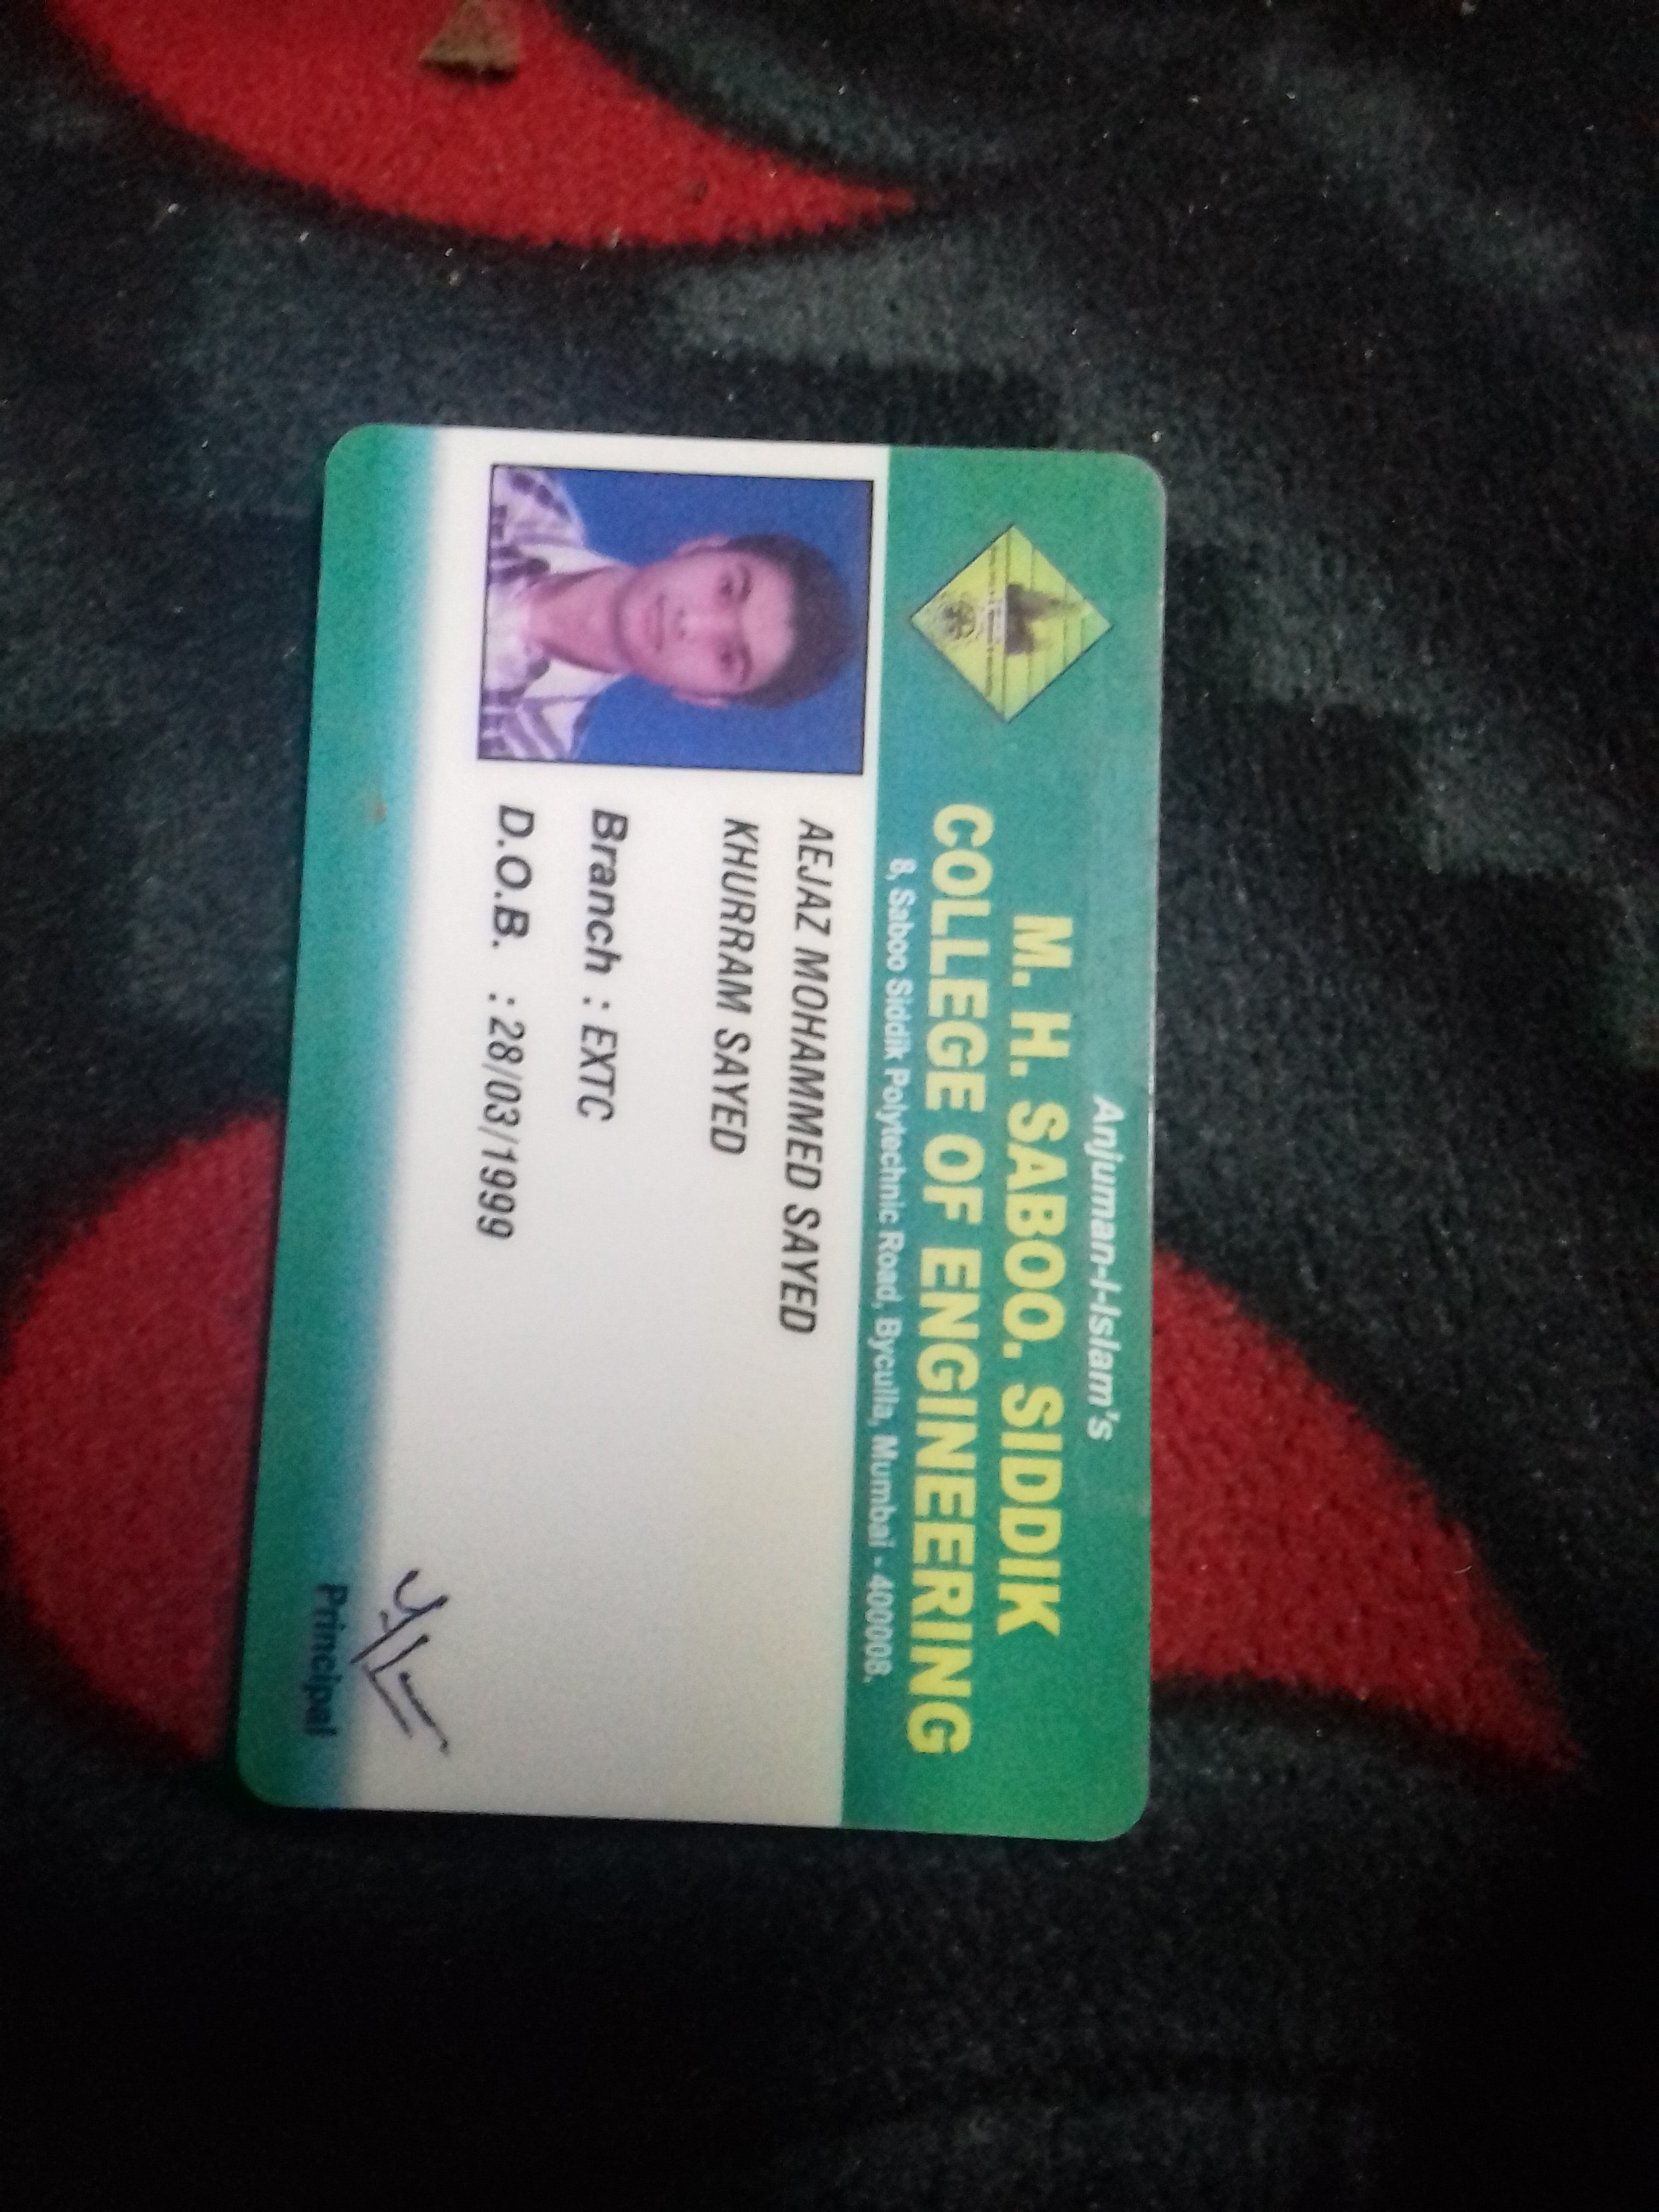 Anjuman-I-Islam's
M. H. SABOO. SIDDIK
COLLEGE OF ENGINEERING
8, Saboo Siddik Polytechnic Road, Byculla, Mumbai - 400008.
AEJAZ MOHAMMED SAYED
KHURRAM SAYED
Branch : EXTC
D.O.B. : 28/03/1999
Principal